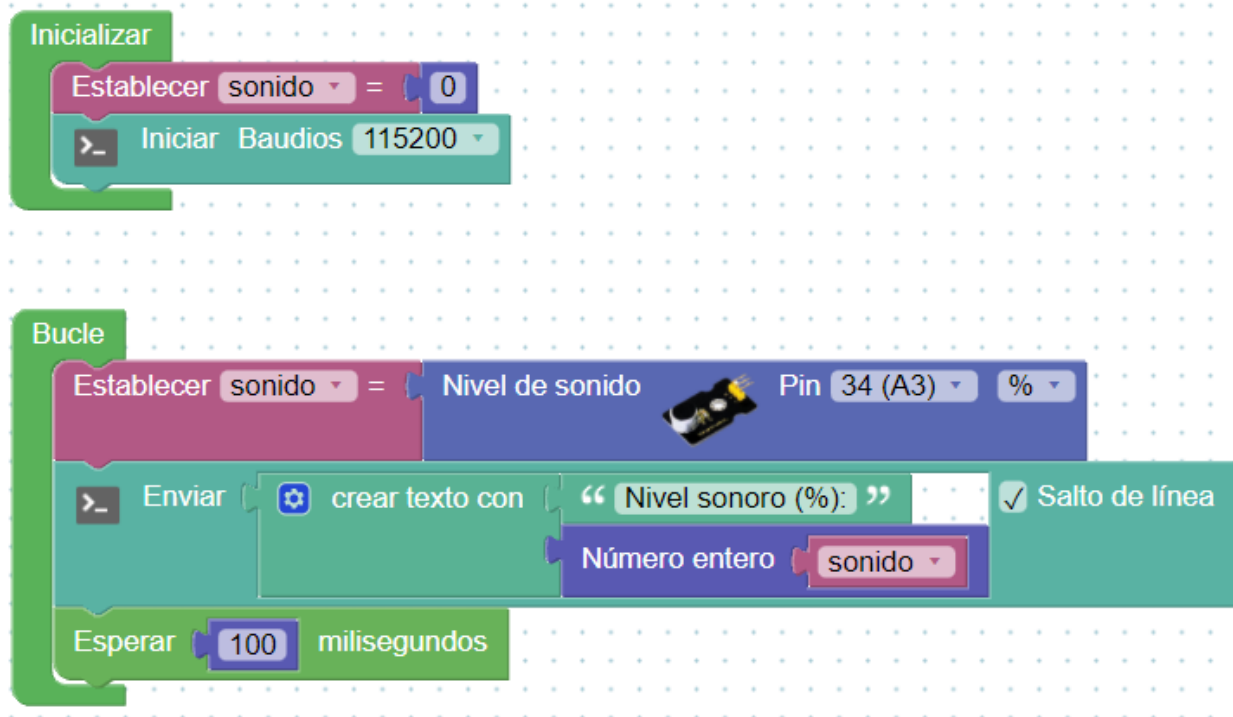 Inicializar
Establecer sonido = 0
>_ Iniciar Baudios 115200
Bucle
Establecer sonido = Nivel de sonido Pin 34 (A3) %
>_ Enviar crear texto con “ Nivel sonoro (%): ” Salto de línea
Número entero sonido
Esperar 100 milisegundos